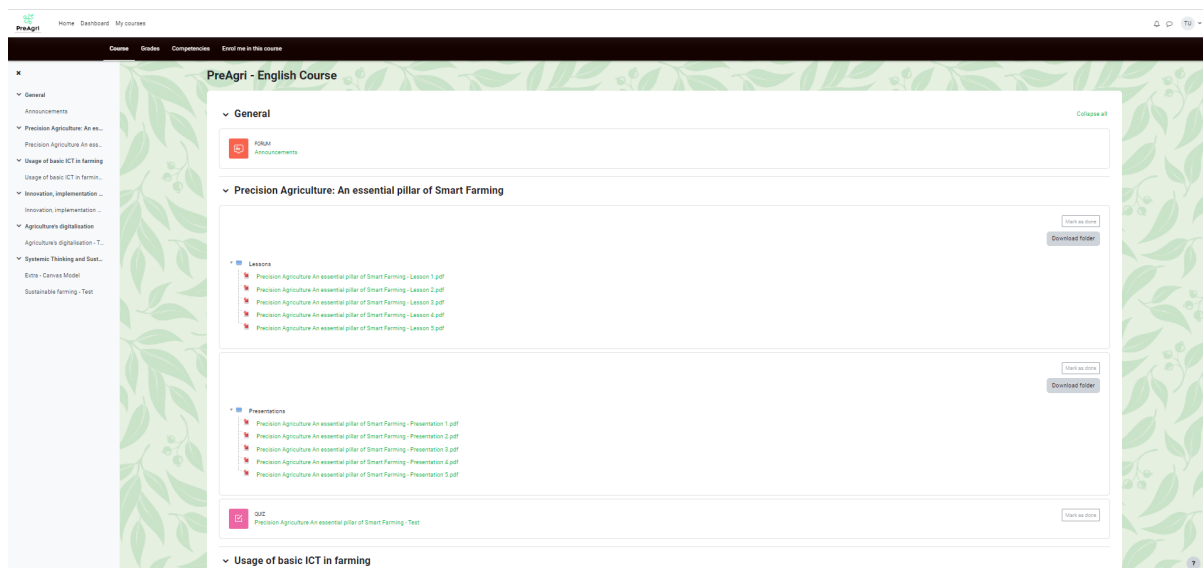 PreAgri
Home Dashboard My courses
TU
Course Grades Competencies Enrol me in this course
General
Announcements
Precision Agriculture: An es...
Precision Agriculture An ess...
Usage of basic ICT in farming
Usage of basic ICT in farmin...
Innovation, implementation ...
Innovation, implementation ...
Agriculture's digitalisation
Agriculture's digitalisation - T...
Systemic Thinking and Sust...
Extra - Canvas Model
Sustainable farming - Test
PreAgri - English Course
General
Collapse all
FORUM
Announcements
Precision Agriculture: An essential pillar of Smart Farming
Mark as done
Download folder
Lessons
Precision Agriculture An essential pillar of Smart Farming - Lesson 1.pdf
Precision Agriculture An essential pillar of Smart Farming - Lesson 2.pdf
Precision Agriculture An essential pillar of Smart Farming - Lesson 3.pdf
Precision Agriculture An essential pillar of Smart Farming - Lesson 4.pdf
Precision Agriculture An essential pillar of Smart Farming - Lesson 5.pdf
Mark as done
Download folder
Presentations
Precision Agriculture An essential pillar of Smart Farming - Presentation 1.pdf
Precision Agriculture An essential pillar of Smart Farming - Presentation 2.pdf
Precision Agriculture An essential pillar of Smart Farming - Presentation 3.pdf
Precision Agriculture An essential pillar of Smart Farming - Presentation 4.pdf
Precision Agriculture An essential pillar of Smart Farming - Presentation 5.pdf
QUIZ
Precision Agriculture An essential pillar of Smart Farming - Test
Mark as done
Usage of basic ICT in farming
?